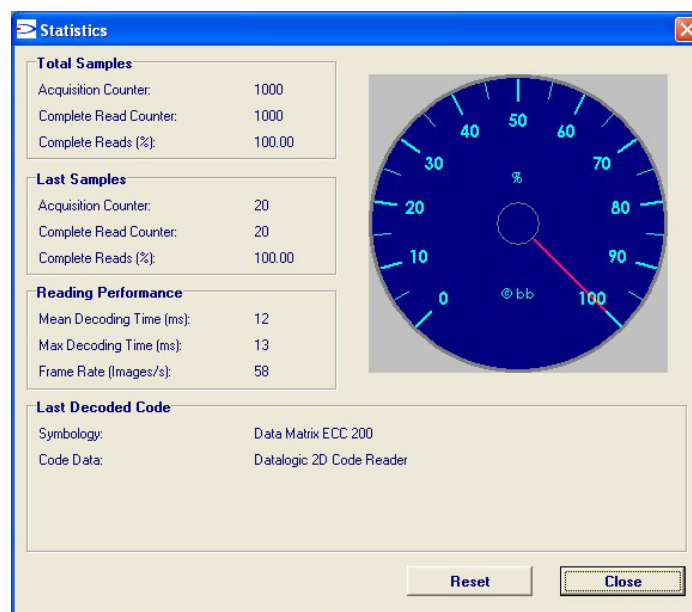 Statistics
Total Samples
Acquisition Counter: 1000
Complete Read Counter: 1000
Complete Reads (%): 100.00
Last Samples
Acquisition Counter: 20
Complete Read Counter: 20
Complete Reads (%): 100.00
Reading Performance
Mean Decoding Time (ms): 12
Max Decoding Time (ms): 13
Frame Rate (Images/s): 58
0
10
20
30
40
50
60
70
80
90
100
%
©bb
Last Decoded Code
Symbology: Data Matrix ECC 200
Code Data: Datalogic 2D Code Reader
Reset Close